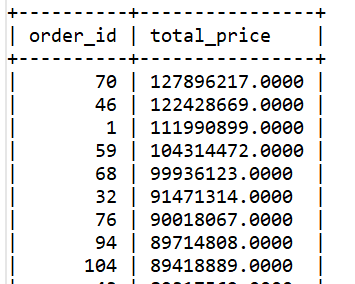 +----------+----------------+
| order_id | total_price    |
+----------+----------------+
|       70 | 127896217.0000 |
|       46 | 122428669.0000 |
|        1 | 111990899.0000 |
|       59 | 104314472.0000 |
|       68 | 99936123.0000  |
|       32 | 91471314.0000  |
|       76 | 90018067.0000  |
|       94 | 89714808.0000  |
|      104 | 89418889.0000  |